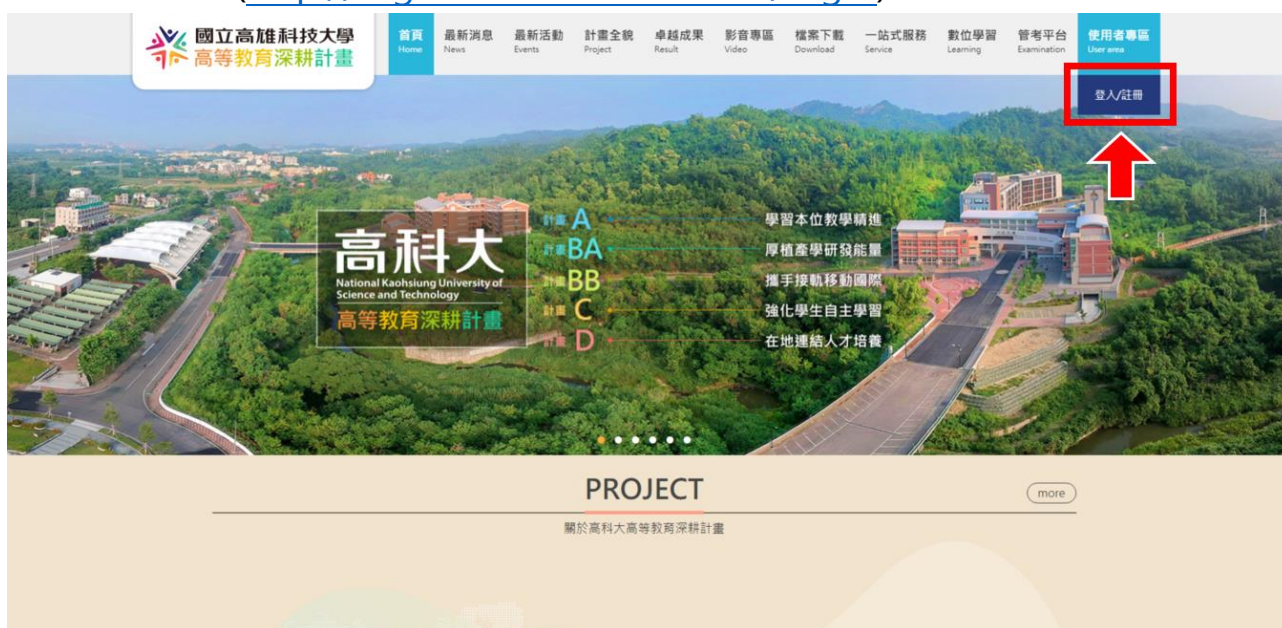 國立高雄科技大學
高等教育深耕計畫
首頁 最新消息 最新活動 計畫全貌 卓越成果 影音專區 檔案下載 一站式服務 數位學習 管考平台 使用者專區
Home News Events Project Result Video Download Service Learning Examination User area
登入/註冊
高科大
National Kaohsiung University of
Science and Technology
高等教育深耕計畫
計畫 A 學習本位教學精進
計畫 BA 厚植產學研發能量
計畫 BB 攜手接軌移動國際
計畫 C 強化學生自主學習
計畫 D 在地連結人才培養
PROJECT
more
關於高科大高等教育深耕計畫